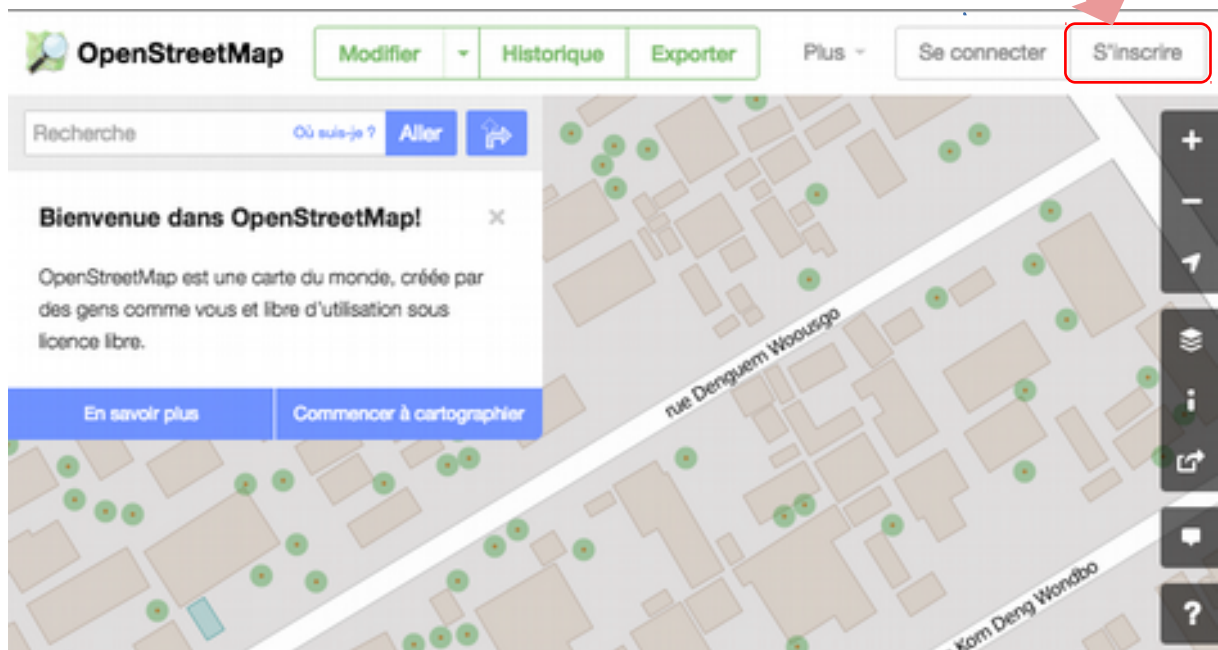 OpenStreetMap Modifier Historique Exporter Plus Se connecter S'inscrire
Recherche Où suis-je ? Aller
Bienvenue dans OpenStreetMap!
OpenStreetMap est une carte du monde, créée par
des gens comme vous et libre d'utilisation sous
licence libre.
En savoir plus Commencer à cartographier
rue Denguem Woousgo
Kom Deng Wondbo